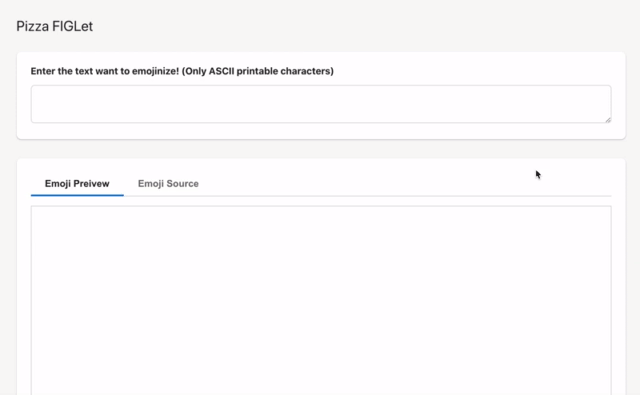 Pizza FIGLet
Enter the text want to emojinize! (Only ASCII printable characters)
Emoji Preivew
Emoji Source